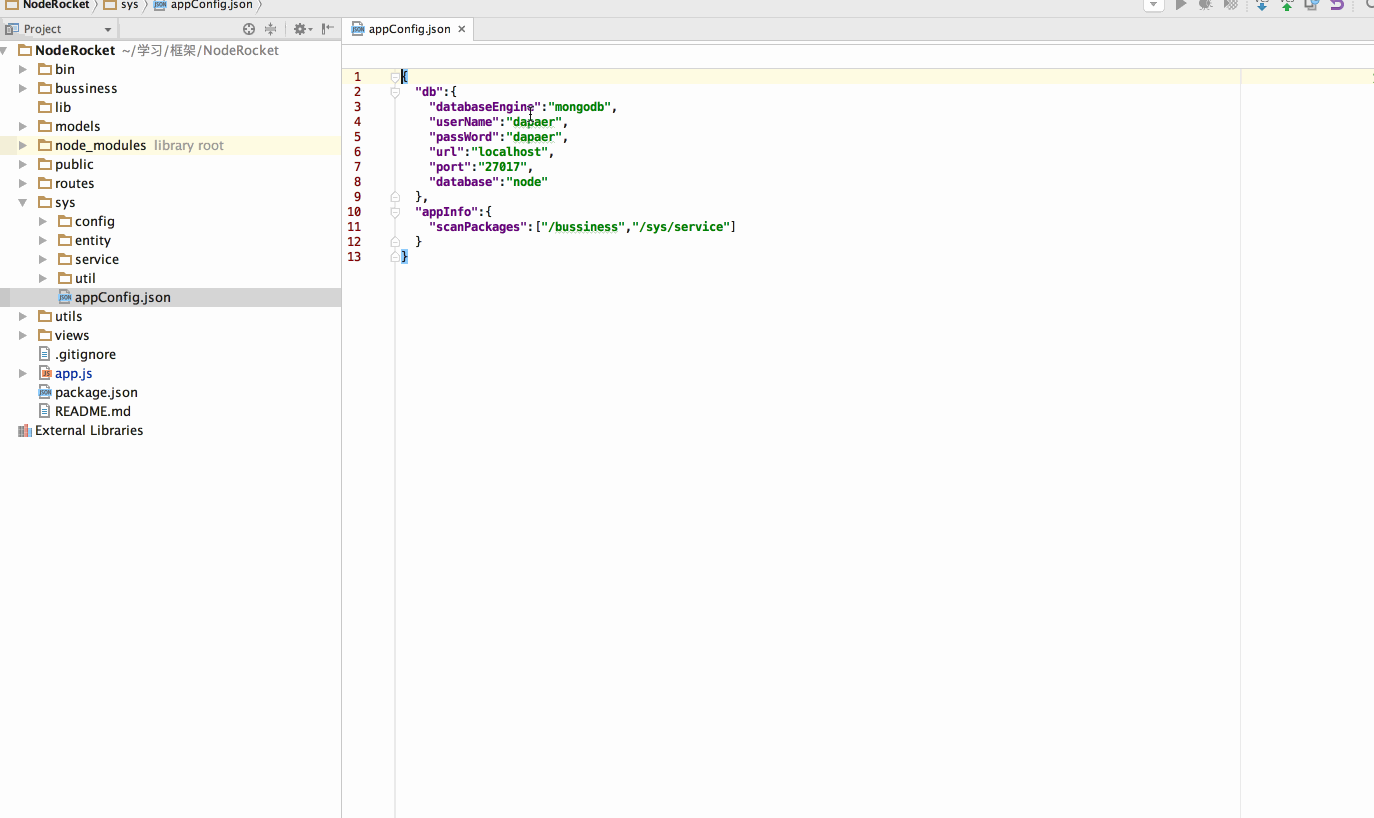 NodeRocket 〉 sys 〉 appConfig.json 〉
Project
appConfig.json ×
NodeRocket ~/学习/框架/NodeRocket
bin
bussiness
lib
models
node_modules library root
public
routes
sys
config
entity
service
util
appConfig.json
utils
views
.gitignore
app.js
package.json
README.md
External Libraries
1 {
2 "db":{
3 "databaseEngine":"mongodb",
4 "userName":"dapaer",
5 "passWord":"dapaer",
6 "url":"localhost",
7 "port":"27017",
8 "database":"node"
9 },
10 "appInfo":{
11 "scanPackages":["/bussiness","/sys/service"]
12 }
13 }